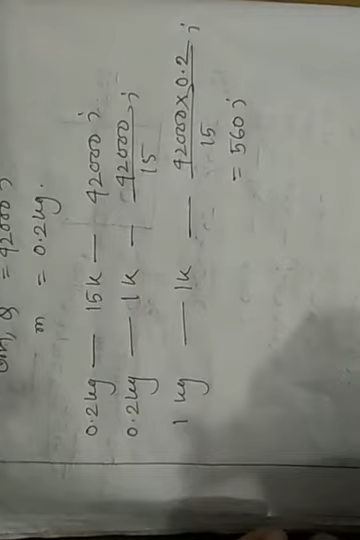 Q = 42000 j
m = 0.2 kg.
0.2 kg — 15 K — 42000 j
0.2 kg — 1 K — 42000/15 j
1 kg — 1 K — 42000 × 0.2/15 j
= 560 j